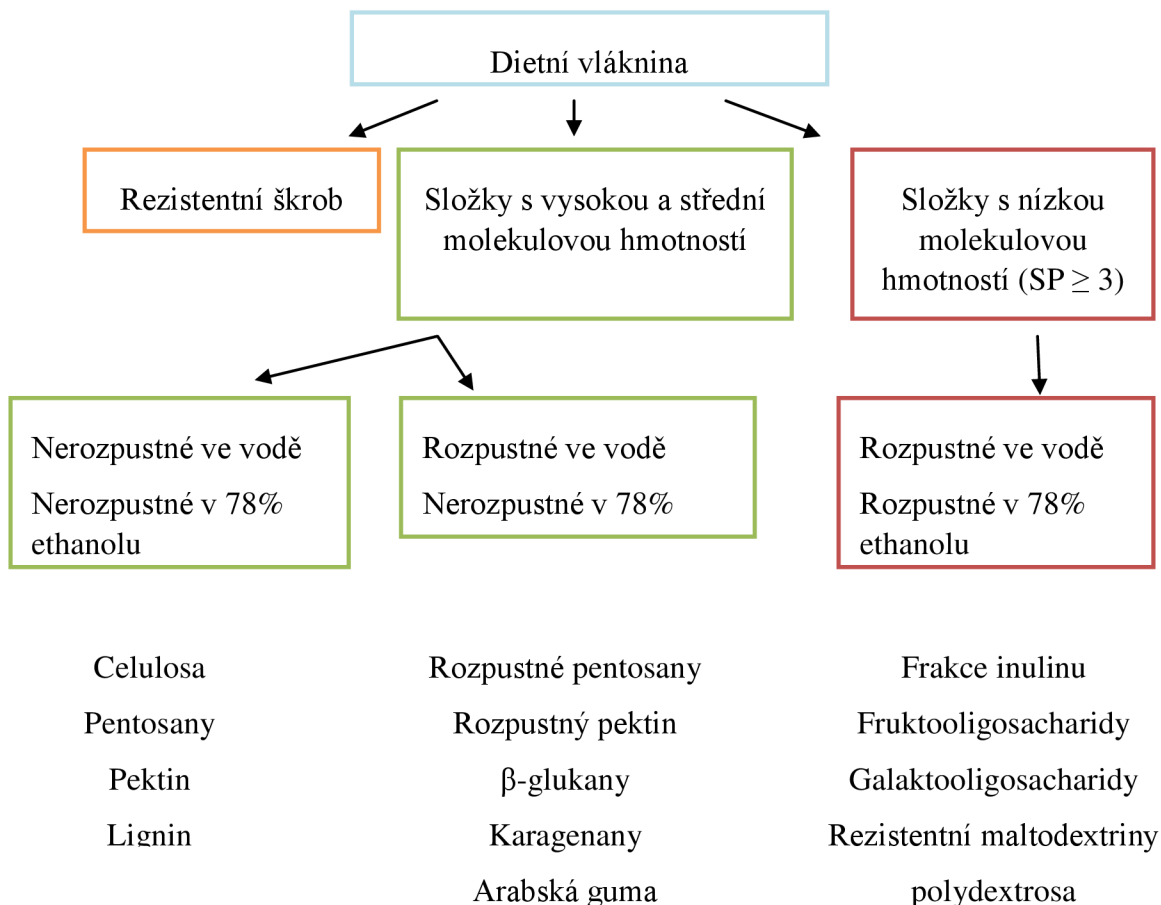 Dietní vláknina
Rezistentní škrob
Složky s vysokou a střední
molekulovou hmotností
Složky s nízkou
molekulovou
hmotností (SP ≥ 3)
Nerozpustné ve vodě
Nerozpustné v 78%
ethanolu
Rozpustné ve vodě
Nerozpustné v 78%
Rozpustné ve vodě
Rozpustné v 78%
ethanolu
Celulosa
Pentosany
Pektin
Lignin
Rozpustné pentosany
Rozpustný pektin
β-glukany
Karagenany
Arabská guma
Frakce inulinu
Fruktooligosacharidy
Galaktooligosacharidy
Rezistentní maltodextriny
polydextrosa